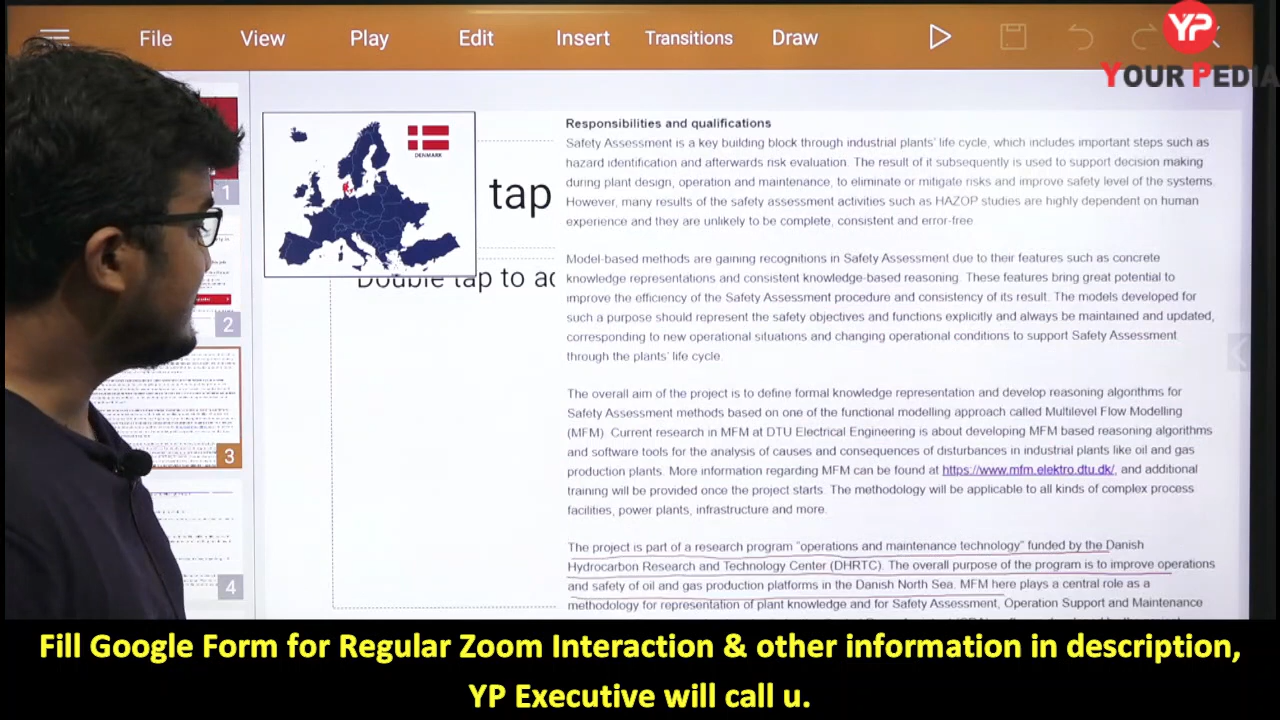 File View Play Edit Insert Transitions Draw
YP
YOUR PEDIA
DENMARK
tap
Double tap to ad
1
2
3
4
Responsibilities and qualifications
Safety Assessment is a key building block through industrial plants' life cycle, which includes important steps such as
hazard identification and afterwards risk evaluation. The result of it subsequently is used to support decision making
during plant design, operation and maintenance, to eliminate or mitigate risks and improve safety level of the systems.
However, many results of the safety assessment activities such as HAZOP studies are highly dependent on human
experience and they are unlikely to be complete, consistent and error-free
Model-based methods are gaining recognitions in Safety Assessment due to their features such as concrete
knowledge representations and consistent knowledge-based reasoning. These features bring great potential to
improve the efficiency of the Safety Assessment procedure and consistency of its result. The models developed for
such a purpose should represent the safety objectives and functions explicitly and always be maintained and updated,
corresponding to new operational situations and changing operational conditions to support Safety Assessment
through the plants' life cycle.
The overall aim of the project is to define formal knowledge representation and develop reasoning algorithms for
Safety Assessment methods based on one of the functional modelling approach called Multilevel Flow Modelling
(MFM). Current research in MFM at DTU Electrical Engineering is about developing MFM based reasoning algorithms
and software tools for the analysis of causes and consequences of disturbances in industrial plants like oil and gas
production plants. More information regarding MFM can be found at https://www.mfm.elektro.dtu.dk/, and additional
training will be provided once the project starts. The methodology will be applicable to all kinds of complex process
facilities, power plants, infrastructure and more.
The project is part of a research program "operations and maintenance technology" funded by the Danish
Hydrocarbon Research and Technology Center (DHRTC). The overall purpose of the program is to improve operations
and safety of oil and gas production platforms in the Danish North Sea. MFM here plays a central role as a
methodology for representation of plant knowledge and for Safety Assessment, Operation Support and Maintenance
Fill Google Form for Regular Zoom Interaction & other information in description,
YP Executive will call u.